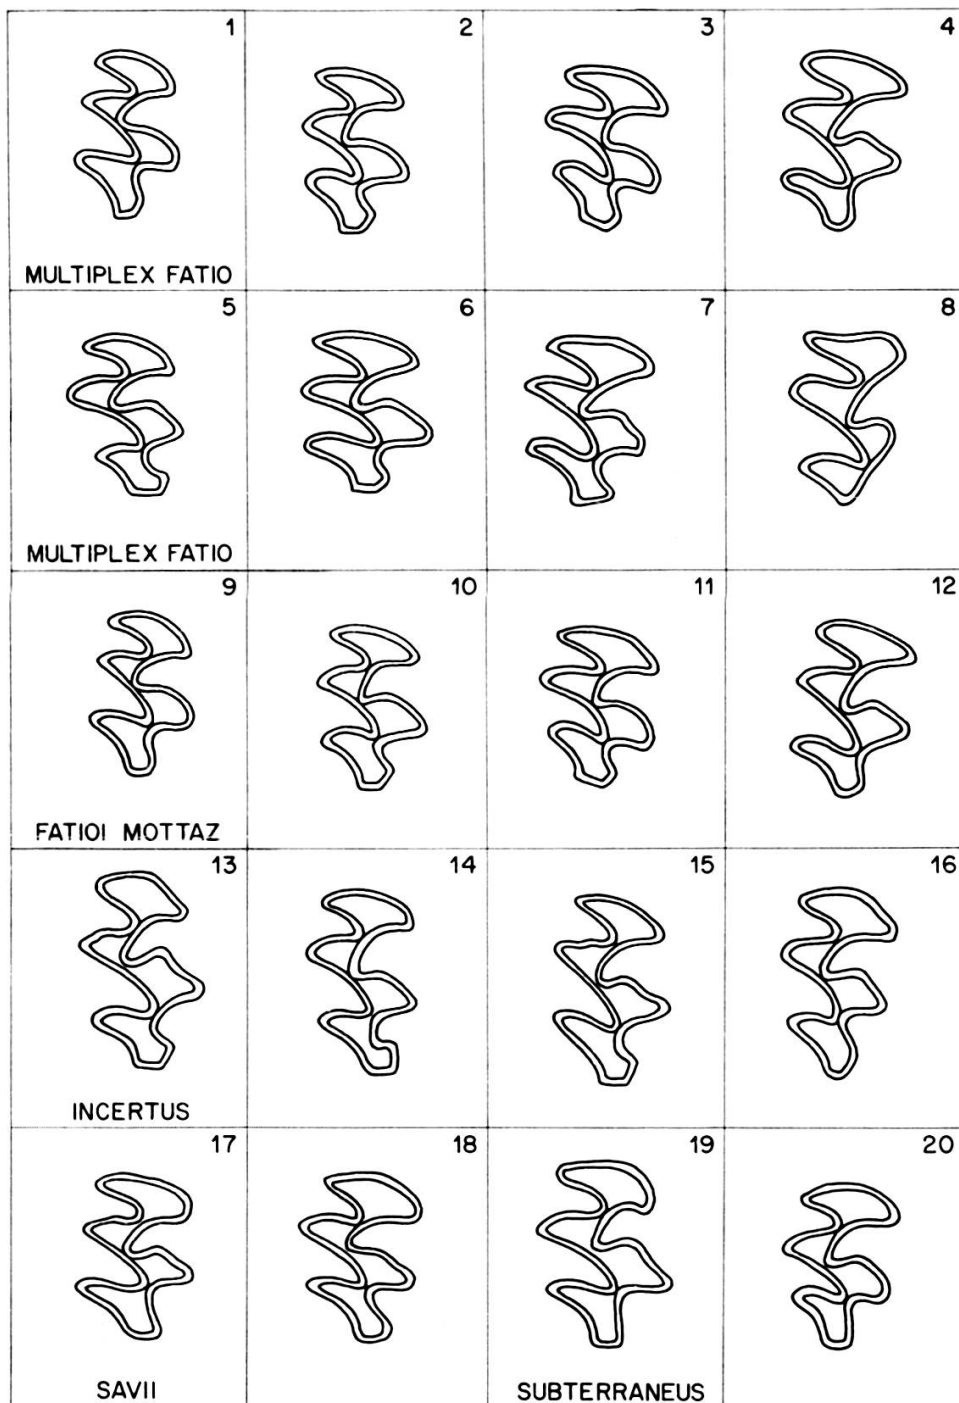 1 2 3 4
MULTIPLEX FATIO
5 6 7 8
MULTIPLEX FATIO
9 10 11 12
FATIOI MOTTAZ
13 14 15 16
INCERTUS
17 18 19 20
SAVII SUBTERRANEUS